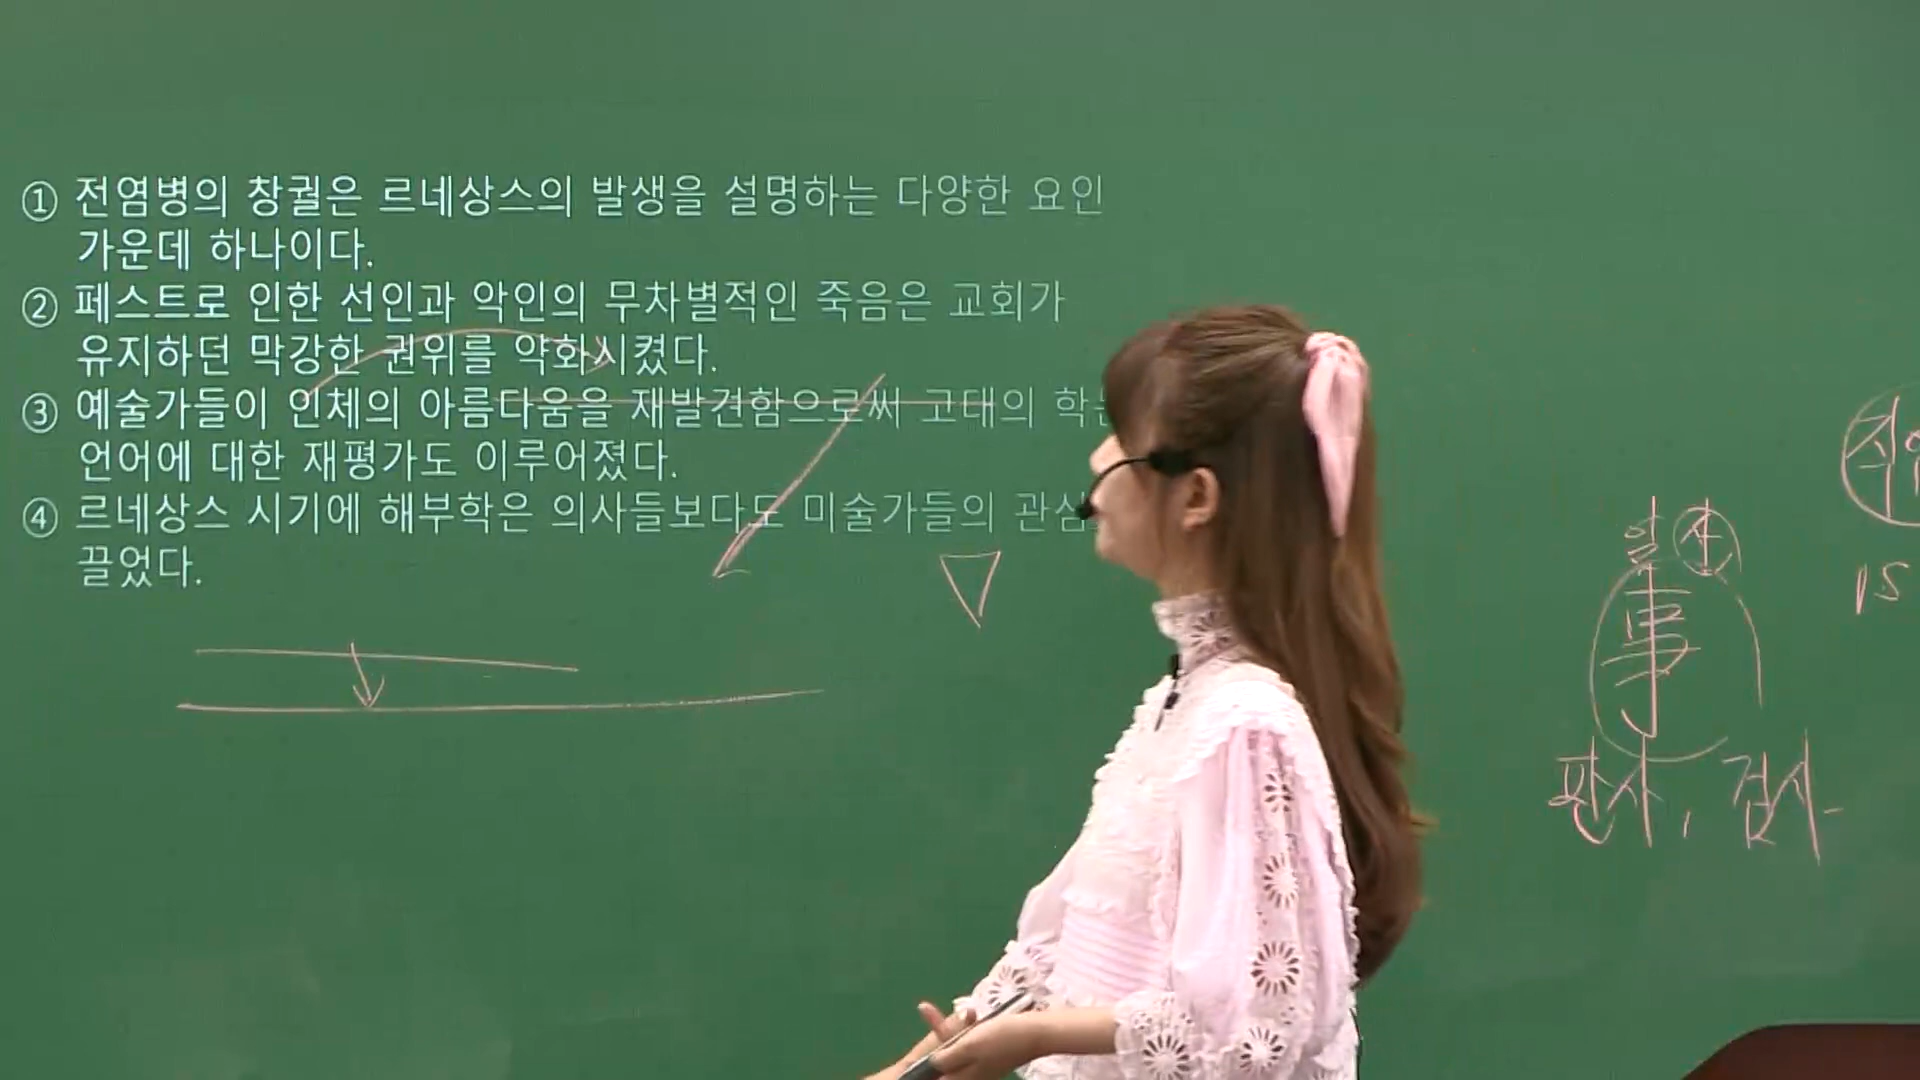 ① 전염병의 창궐은 르네상스의 발생을 설명하는 다양한 요인
가운데 하나이다.
② 페스트로 인한 선인과 악인의 무차별적인 죽음은 교회가
유지하던 막강한 권위를 약화시켰다.
③ 예술가들이 인체의 아름다움을 재발견함으로써 고대의
언어에 대한 재평가도 이루어졌다.
④ 르네상스 시기에 해부학은 의사들보다도 미술가들의
끌었다.
일 사
事
판사, 검사
15